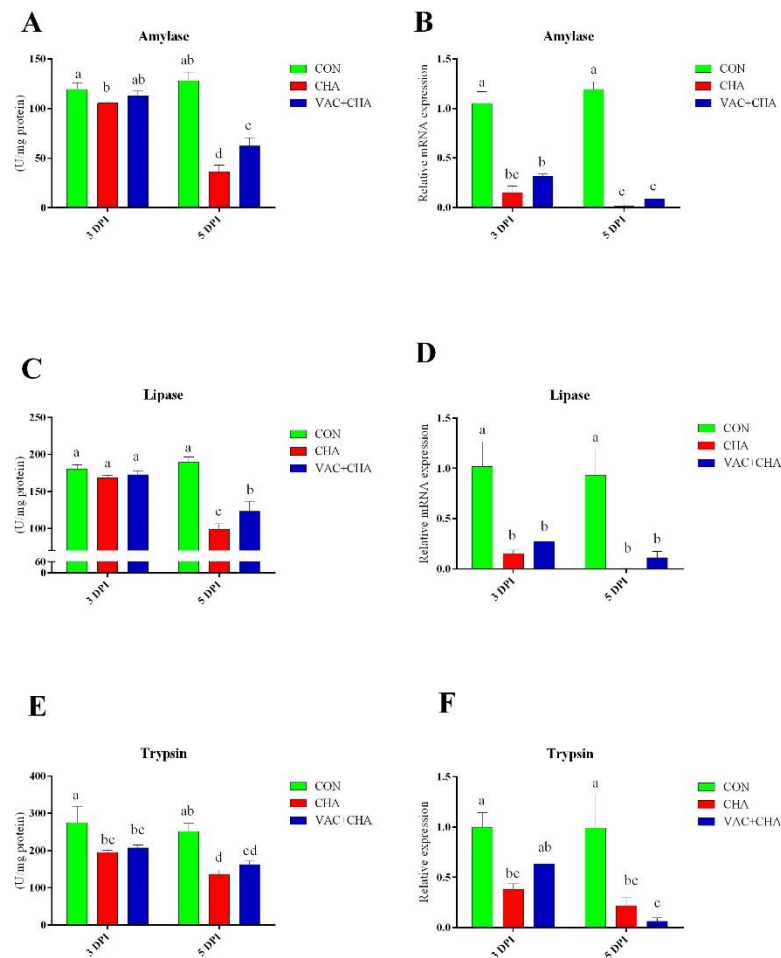 A
Amylase
(U/mg protein)
150
100
50
0
a
b
ab
ab
d
c
3 DPI
5 DPI
CON
CHA
VAC+CHA
B
Amylase
Relative mRNA expression
1.5
1.0
0.5
0.0
a
bc
b
a
c
c
3 DPI
5 DPI
CON
CHA
VAC+CHA
C
Lipase
(U/mg protein)
250
200
150
100
60
0
a
a
a
a
c
b
3 DPI
5 DPI
CON
CHA
VAC+CHA
D
Lipase
Relative mRNA expression
1.5
1.0
0.5
0.0
a
b
b
a
b
b
3 DPI
5 DPI
CON
CHA
VAC+CHA
E
Trypsin
(U/mg protein)
400
300
200
100
0
a
bc
bc
ab
d
cd
3 DPI
5 DPI
CON
CHA
VAC+CHA
F
Trypsin
Relative expression
1.5
1.0
0.5
0.0
a
bc
ab
a
bc
c
3 DPI
5 DPI
CON
CHA
VAC+CHA